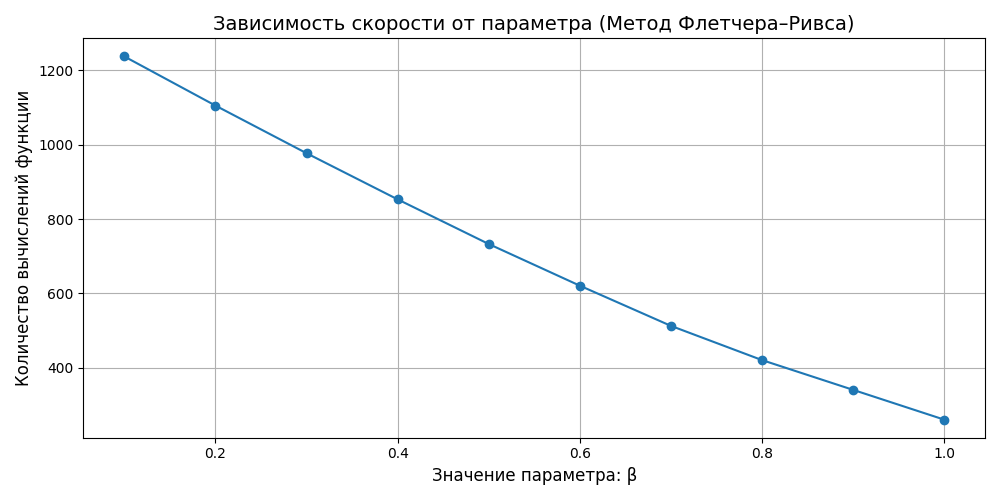 Зависимость скорости от параметра (Метод Флетчера–Ривса)
Количество вычислений функции
1200
1000
800
600
400
0.2 0.4 0.6 0.8 1.0
Значение параметра: β